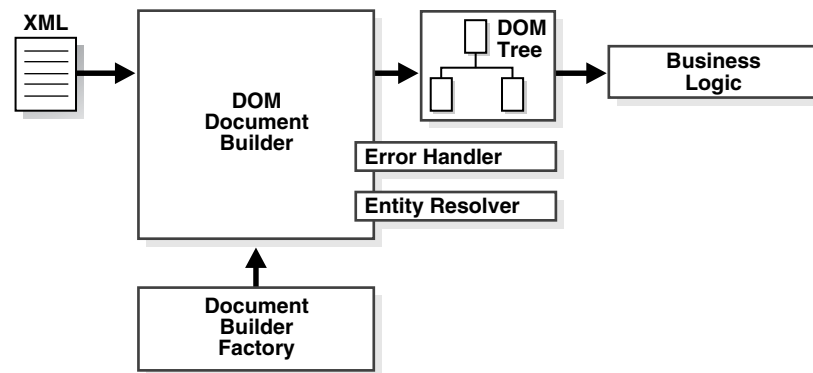 XML
DOM
Document
Builder
DOM
Tree
Business
Logic
Error Handler
Entity Resolver
Document
Builder
Factory